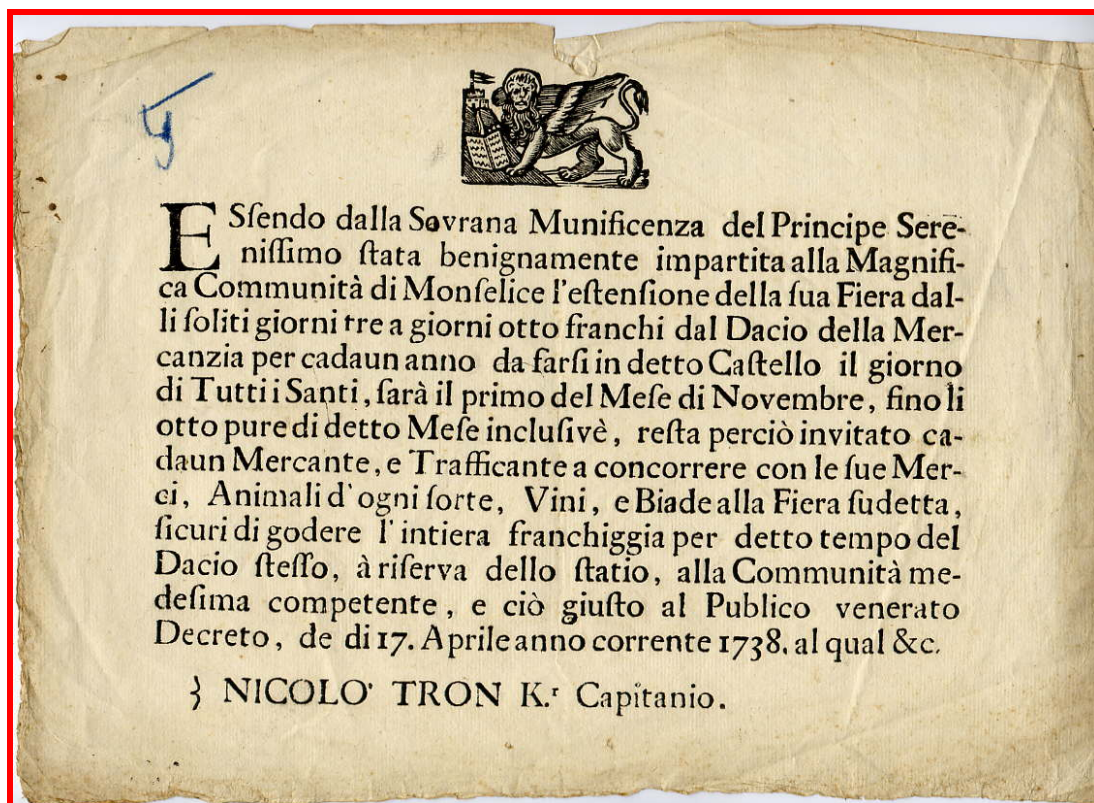 ESſendo dalla Sovrana Munificenza del Principe Sere-
niſſimo ſtata benignamente impartita alla Magnifi-
ca Communità di Monſelice l'eſtenſione della ſua Fiera dal-
li ſoliti giorni tre a giorni otto franchi dal Dacio della Mer-
canzia per cadaun anno da farſi in detto Caſtello il giorno
di Tutti i Santi, ſarà il primo del Meſe di Novembre, fino li
otto pure di detto Meſe incluſivè, reſta perciò invitato ca-
daun Mercante, e Trafficante a concorrere con le ſue Mer-
ci, Animali d'ogni ſorte, Vini, e Biade alla Fiera ſudetta,
ſicuri di godere l'intiera franchiggia per detto tempo del
Dacio ſteſſo, à riſerva dello ſtatio, alla Communità me-
deſima competente, e ciò giuſto al Publico venerato
Decreto, de di 17. Aprile anno corrente 1738. al qual &c.
} NICOLO' TRON K.ʳ Capitanio.